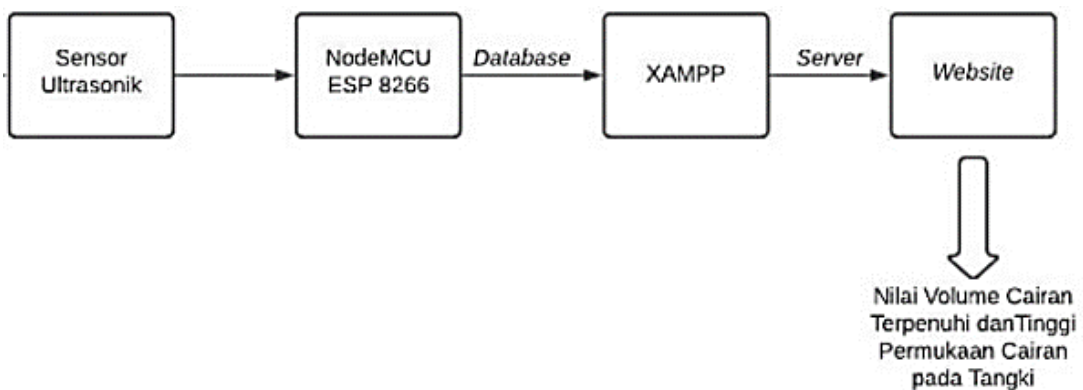 Sensor
Ultrasonik
NodeMCU
ESP 8266
Database
XAMPP
Server
Website
Nilai Volume Cairan
Terpenuhi danTinggi
Permukaan Cairan
pada Tangki